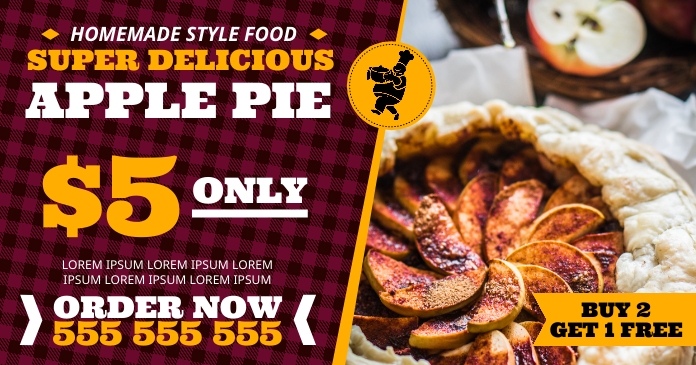 HOMEMADE STYLE FOOD
SUPER DELICIOUS
APPLE PIE
$5 ONLY
LOREM IPSUM LOREM IPSUM LOREM
IPSUM LOREM IPSUM LOREM IPSUM
ORDER NOW
555 555 555
BUY 2
GET 1 FREE